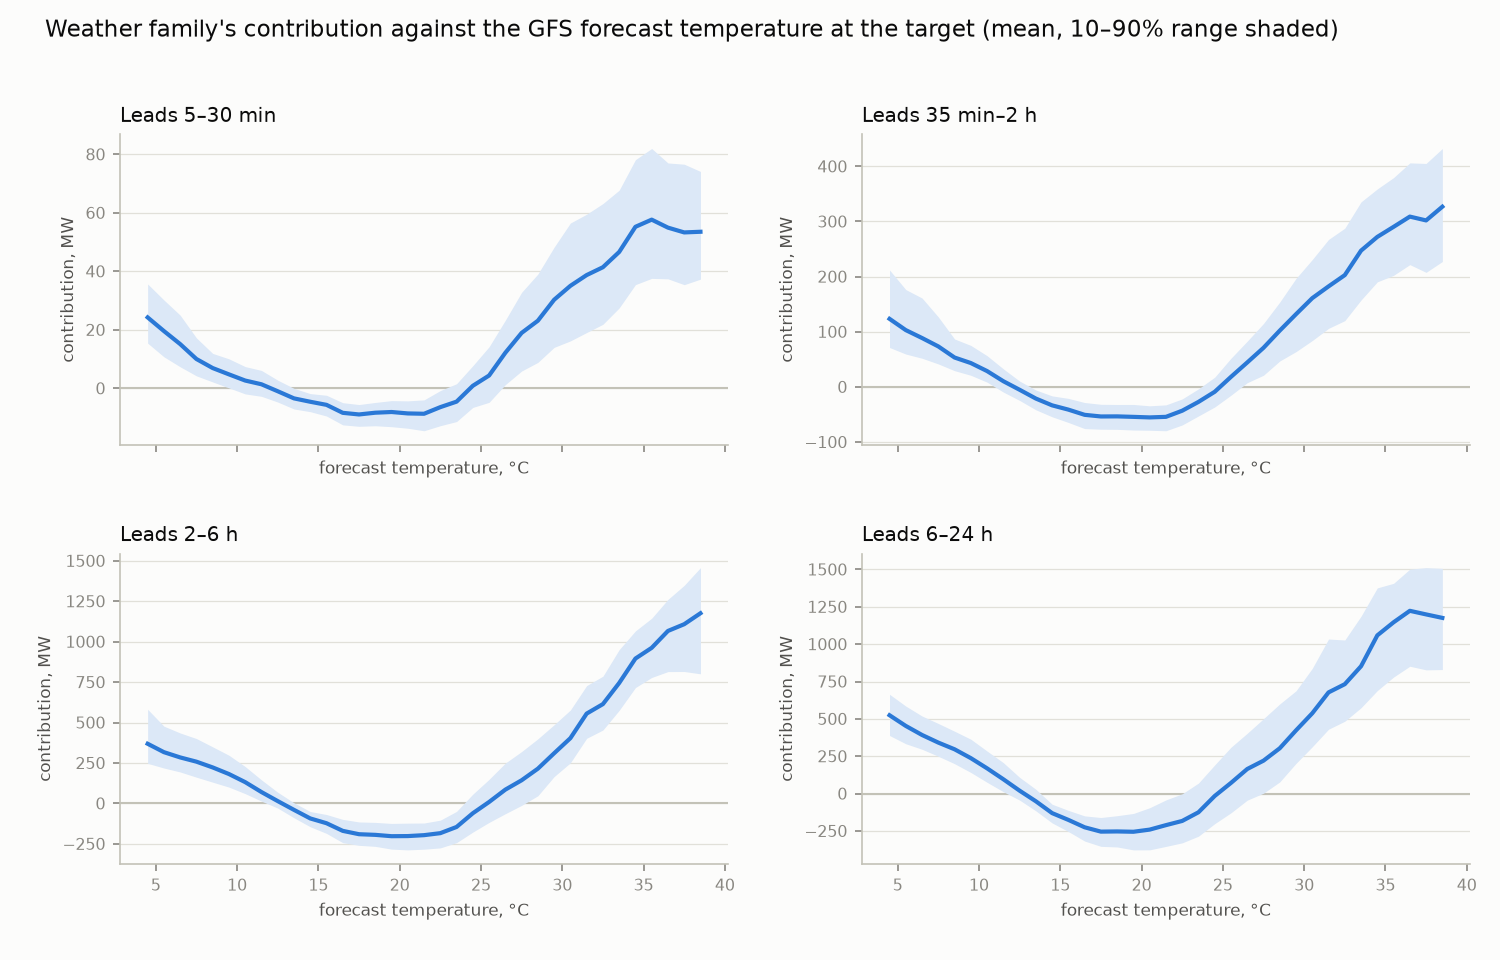 Weather family's contribution against the GFS forecast temperature at the target (mean, 10–90% range shaded)
Leads 5–30 min
80
60
40
20
0
contribution, MW
forecast temperature, °C
Leads 35 min–2 h
400
300
200
100
0
−100
contribution, MW
forecast temperature, °C
Leads 2–6 h
1500
1250
1000
750
500
250
0
−250
contribution, MW
5 10 15 20 25 30 35 40
forecast temperature, °C
Leads 6–24 h
1500
1250
1000
750
500
250
0
−250
contribution, MW
5 10 15 20 25 30 35 40
forecast temperature, °C